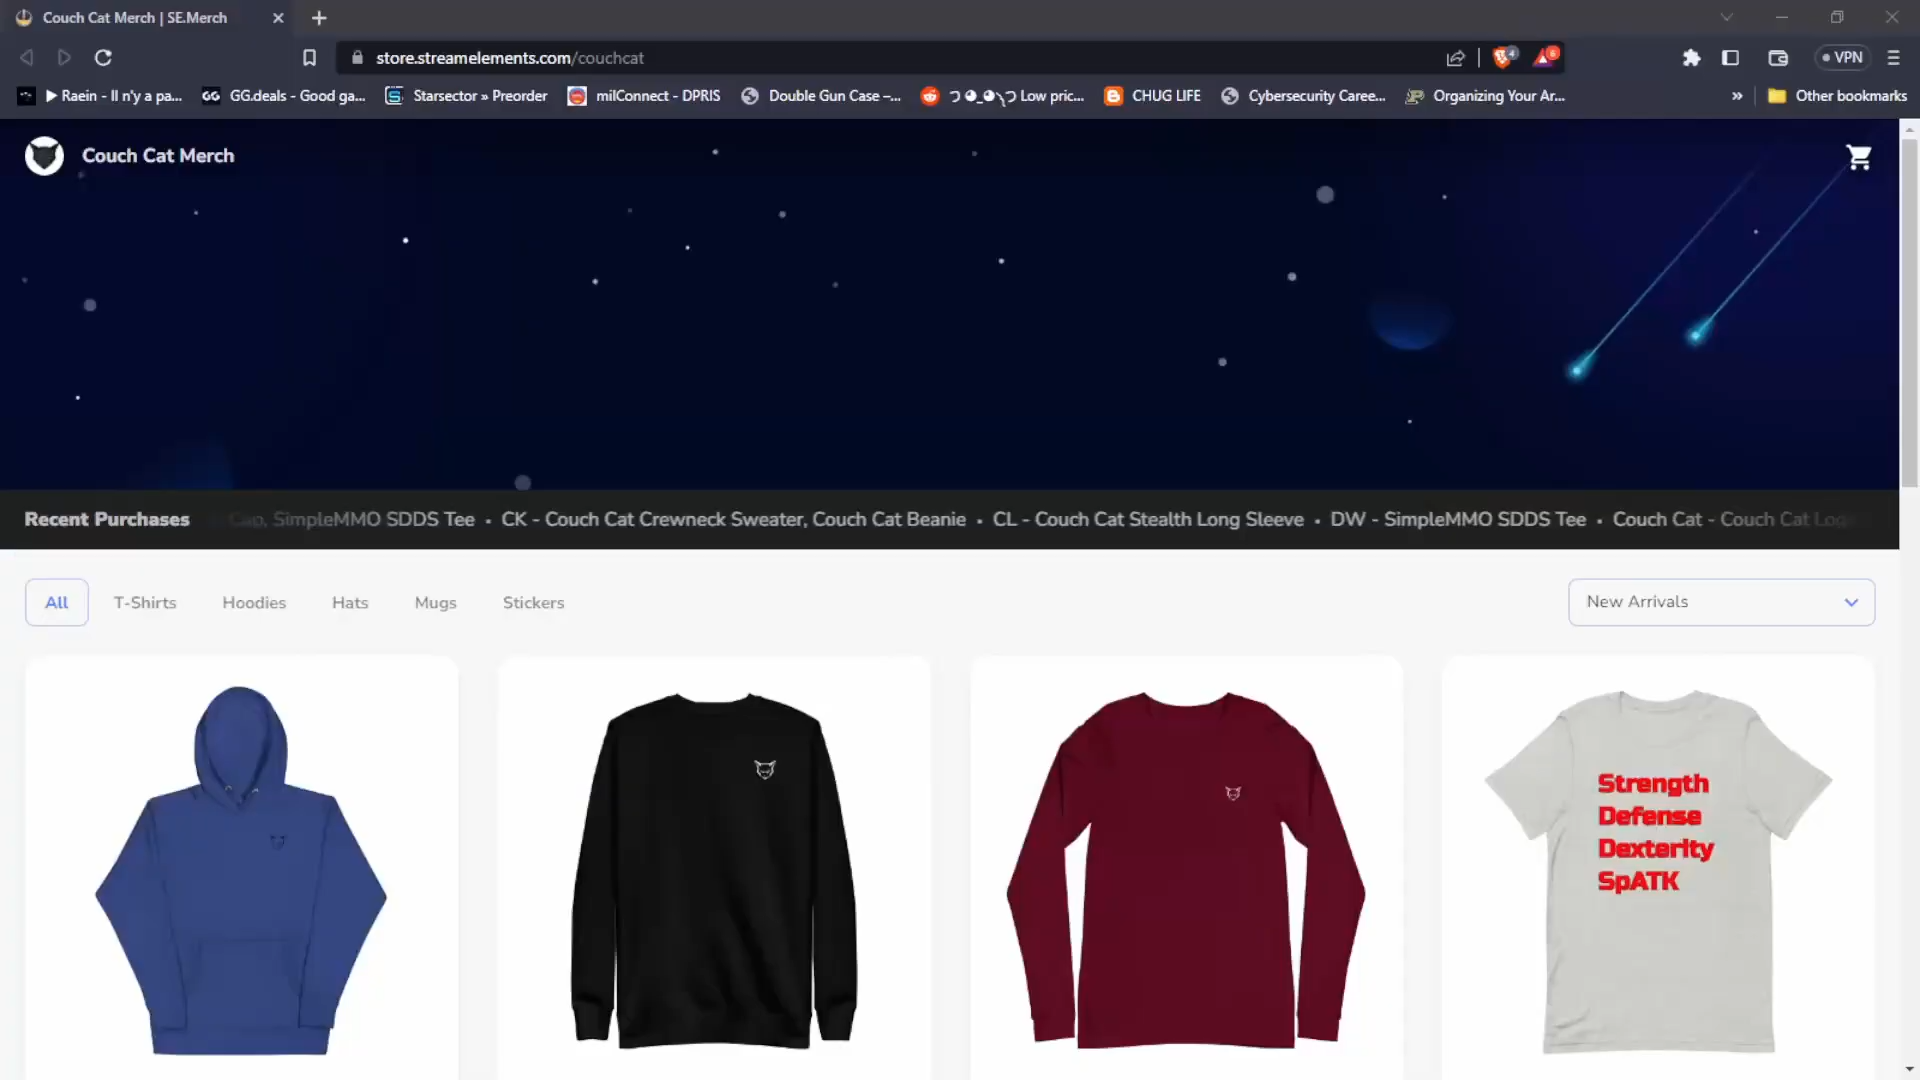 Couch Cat Merch | SE.Merch
store.streamelements.com/couchcat
4
6
VPN
Raein - Il n'y a pa...
GG.deals - Good ga...
Starsector » Preorder
milConnect - DPRIS
Double Gun Case –...
Low pric...
CHUG LIFE
Cybersecurity Caree...
Organizing Your Ar...
»
Other bookmarks
Couch Cat Merch
Recent Purchases
Cap, SimpleMMO SDDS Tee • CK - Couch Cat Crewneck Sweater, Couch Cat Beanie • CL - Couch Cat Stealth Long Sleeve • DW - SimpleMMO SDDS Tee • Couch Cat - Couch Cat Logo
All
T-Shirts
Hoodies
Hats
Mugs
Stickers
New Arrivals
Strength
Defense
Dexterity
SpATK